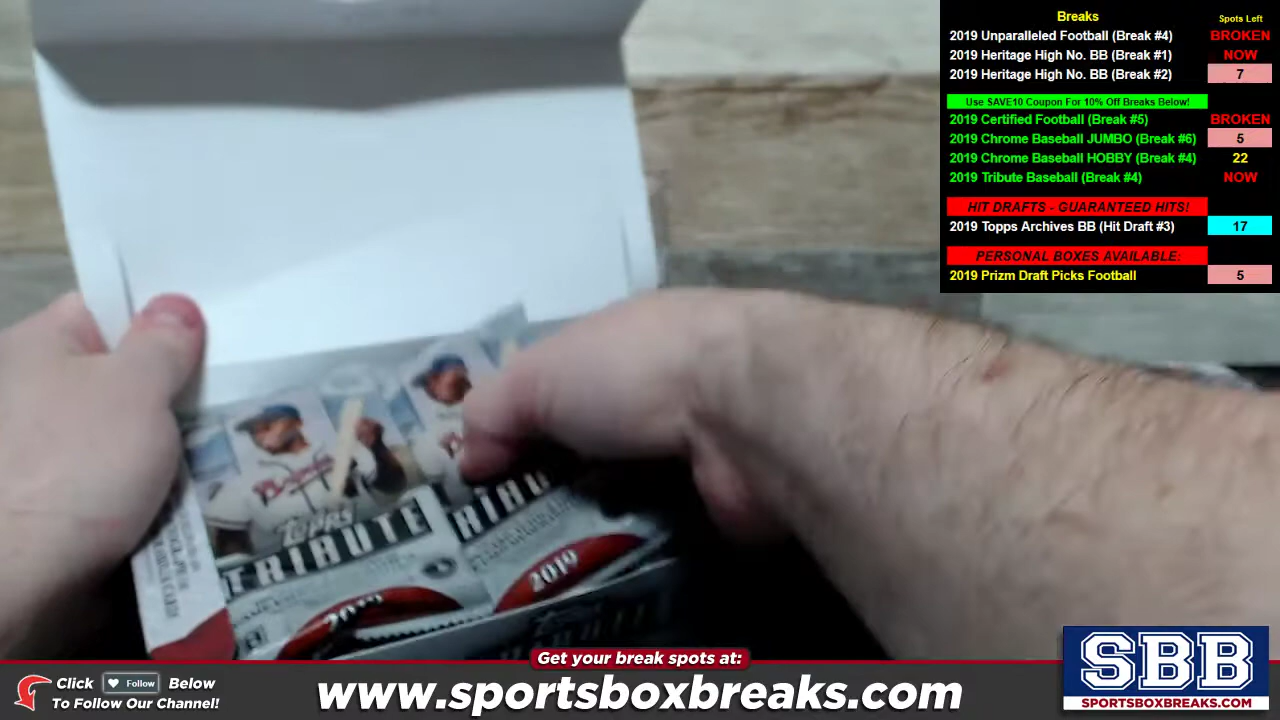 Breaks Spots Left
2019 Unparalleled Football (Break #4) BROKEN
2019 Heritage High No. BB (Break #1) NOW
2019 Heritage High No. BB (Break #2) 7
Use SAVE10 Coupon For 10% Off Breaks Below!
2019 Certified Football (Break #5) BROKEN
2019 Chrome Baseball JUMBO (Break #6) 5
2019 Chrome Baseball HOBBY (Break #4) 22
2019 Tribute Baseball (Break #4) NOW
HIT DRAFTS - GUARANTEED HITS!
2019 Topps Archives BB (Hit Draft #3) 17
PERSONAL BOXES AVAILABLE:
2019 Prizm Draft Picks Football 5
Braves
TOPPS
TRIBUTE
2019
2019
Get your break spots at:
www.sportsboxbreaks.com
Click Follow Below
To Follow Our Channel!
SBB
SPORTSBOXBREAKS.COM